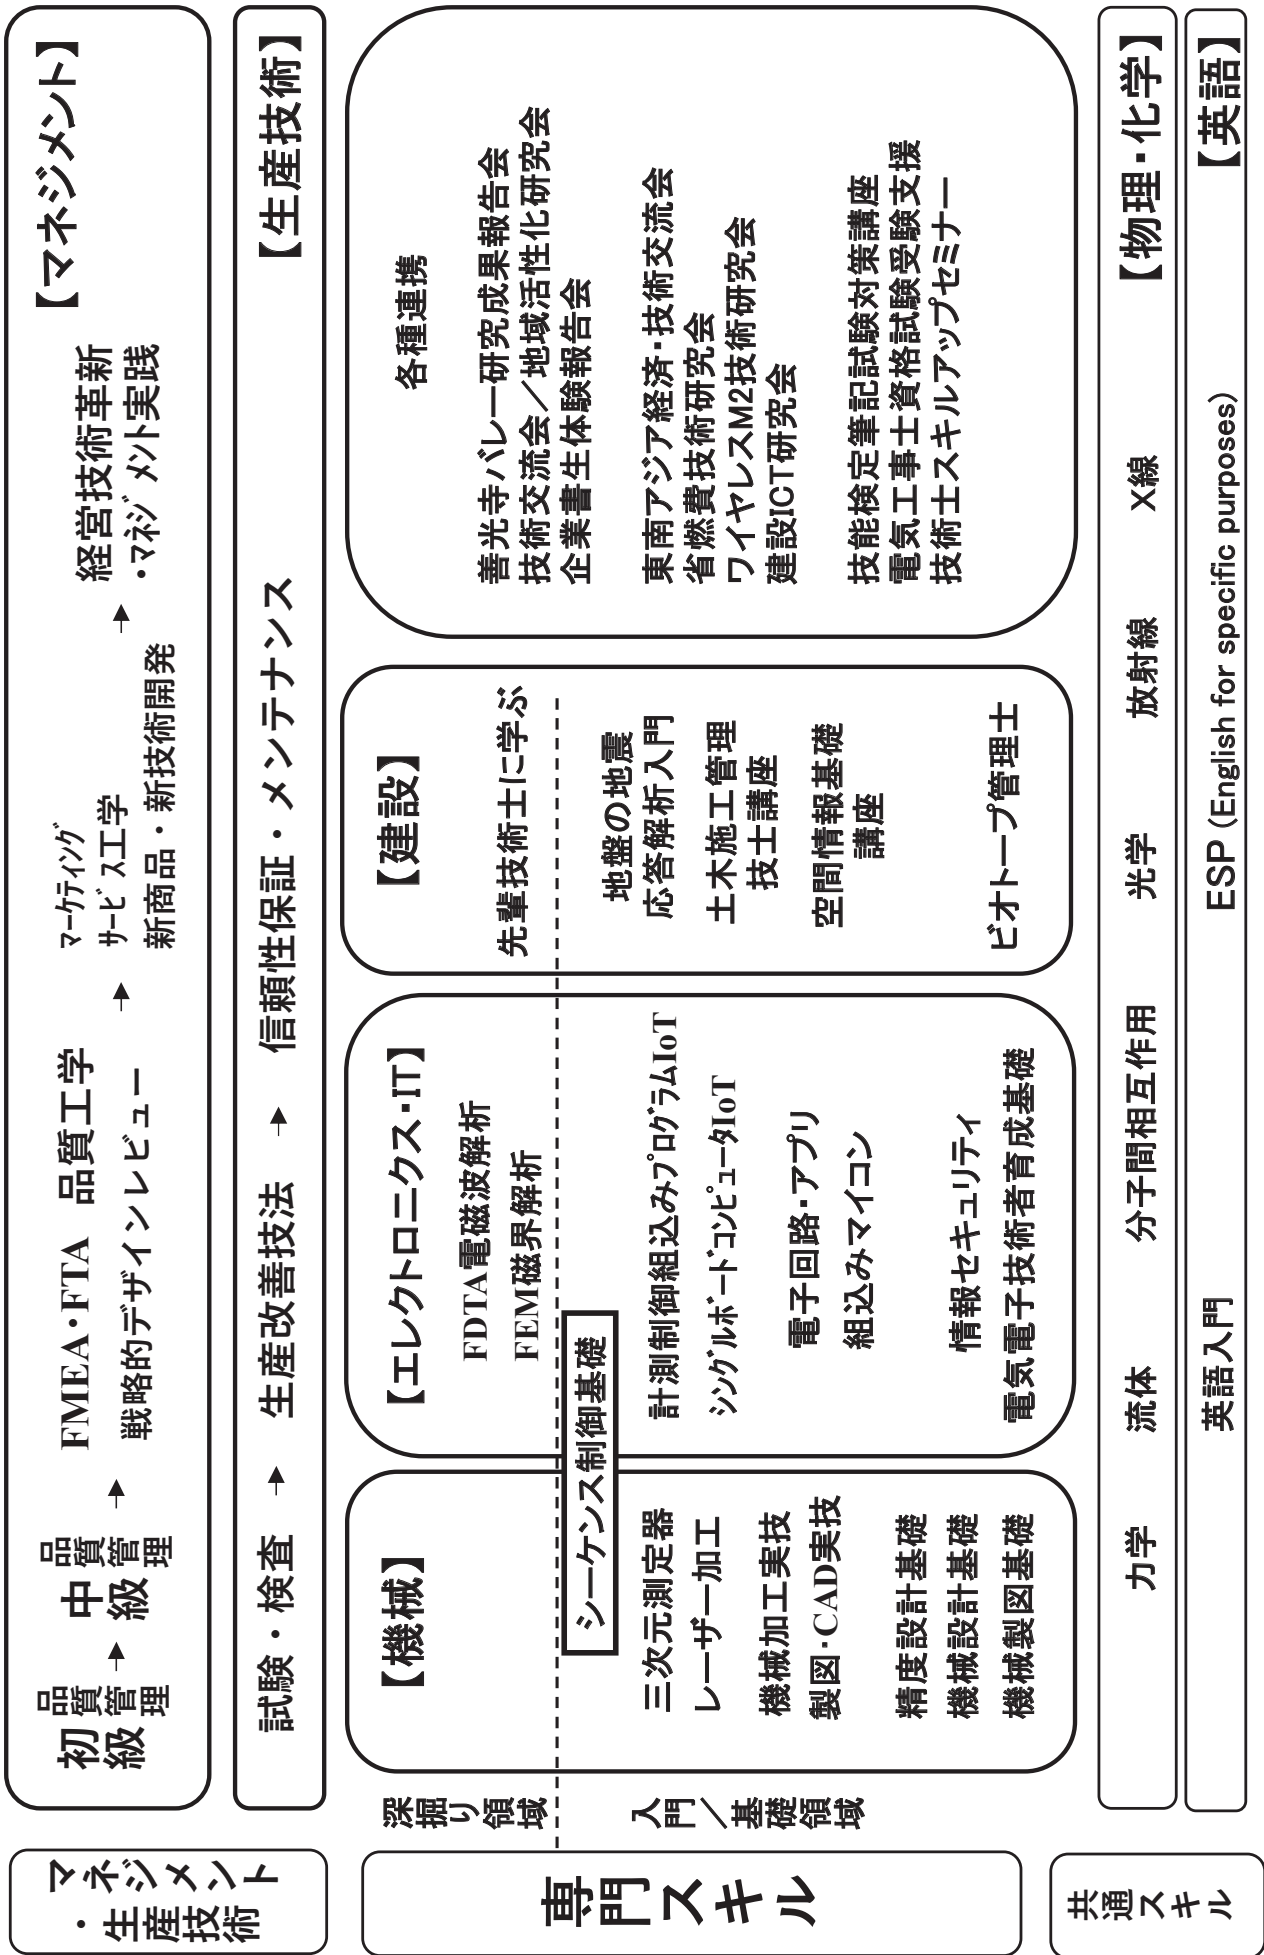 マネジメント
・生産技術
【マネジメント】
初級
品質管理
→
中級
品質管理
→
FMEA・FTA 品質工学
戦略的デザインレビュー
→
マーケティング
サービス工学
新商品・新技術開発
→
経営技術革新
・マネジメント実践
【生産技術】
試験・検査 → 生産改善技法 → 信頼性保証・メンテナンス
専門スキル
深掘り領域
入門／基礎領域
【機械】
シーケンス制御基礎
三次元測定器
レーザー加工
機械加工実技
製図・CAD実技
精度設計基礎
機械設計基礎
機械製図基礎
【エレクトロニクス・IT】
FDTA電磁波解析
FEM磁界解析
計測制御組込みプログラムIoT
シングルボードコンピュータIoT
電子回路・アプリ
組込みマイコン
情報セキュリティ
電気電子技術者育成基礎
【建設】
先輩技術士に学ぶ
地盤の地震
応答解析入門
土木施工管理
技士講座
空間情報基礎
講座
ビオトープ管理士
各種連携
善光寺バレー研究成果報告会
技術交流会／地域活性化研究会
企業書生体験報告会
東南アジア経済・技術交流会
省燃費技術研究会
ワイヤレスM2技術研究会
建設ICT研究会
技能検定筆記試験対策講座
電気工事士資格試験受験支援
技術士スキルアップセミナー
共通スキル
力学 流体 分子間相互作用 光学 放射線 X線 【物理・化学】
英語入門 ESP（English for specific purposes） 【英語】